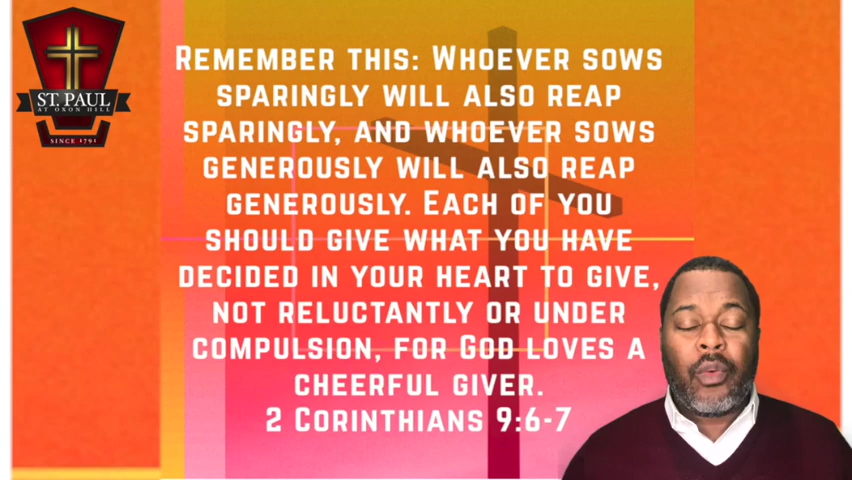 ST. PAUL
AT OXON HILL
SINCE 1791
REMEMBER THIS: WHOEVER SOWS
SPARINGLY WILL ALSO REAP
SPARINGLY, AND WHOEVER SOWS
GENEROUSLY WILL ALSO REAP
GENEROUSLY. EACH OF YOU
SHOULD GIVE WHAT YOU HAVE
DECIDED IN YOUR HEART TO GIVE,
NOT RELUCTANTLY OR UNDER
COMPULSION, FOR GOD LOVES A
CHEERFUL GIVER.
2 CORINTHIANS 9:6-7